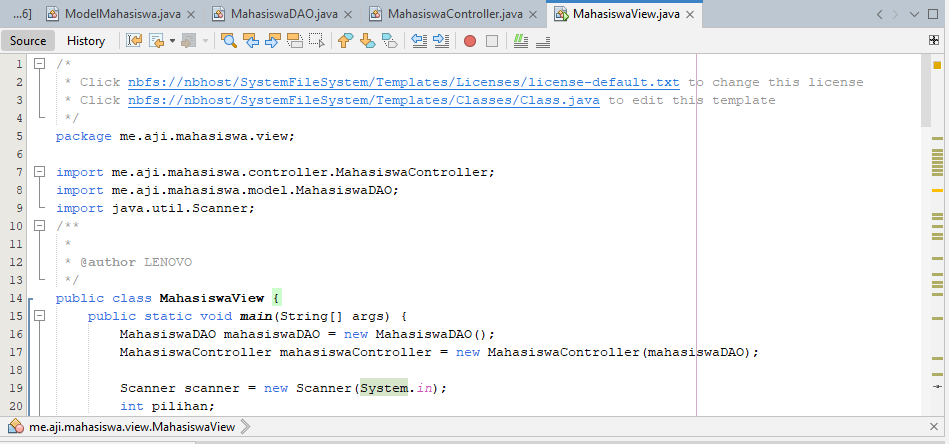 ...6]
ModelMahasiswa.java
MahasiswaDAO.java
MahasiswaController.java
MahasiswaView.java
Source
History
1 /*
2 * Click nbfs://nbhost/SystemFileSystem/Templates/Licenses/license-default.txt to change this license
3 * Click nbfs://nbhost/SystemFileSystem/Templates/Classes/Class.java to edit this template
4 */
5 package me.aji.mahasiswa.view;
6
7 import me.aji.mahasiswa.controller.MahasiswaController;
8 import me.aji.mahasiswa.model.MahasiswaDAO;
9 import java.util.Scanner;
10 /**
11 *
12 * @author LENOVO
13 */
14 public class MahasiswaView {
15 public static void main(String[] args) {
16 MahasiswaDAO mahasiswaDAO = new MahasiswaDAO();
17 MahasiswaController mahasiswaController = new MahasiswaController(mahasiswaDAO);
18
19 Scanner scanner = new Scanner(System.in);
20 int pilihan;
me.aji.mahasiswa.view.MahasiswaView